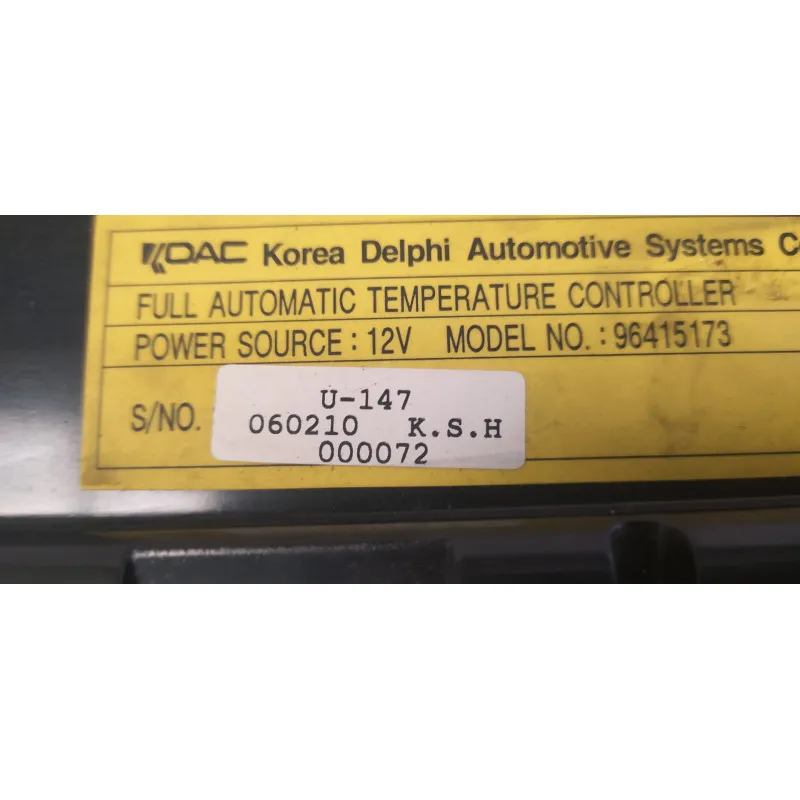 KDAC Korea Delphi Automotive Systems C
FULL AUTOMATIC TEMPERATURE CONTROLLER
POWER SOURCE : 12V MODEL NO. : 96415173
S/NO.
U-147
060210 K.S.H
000072